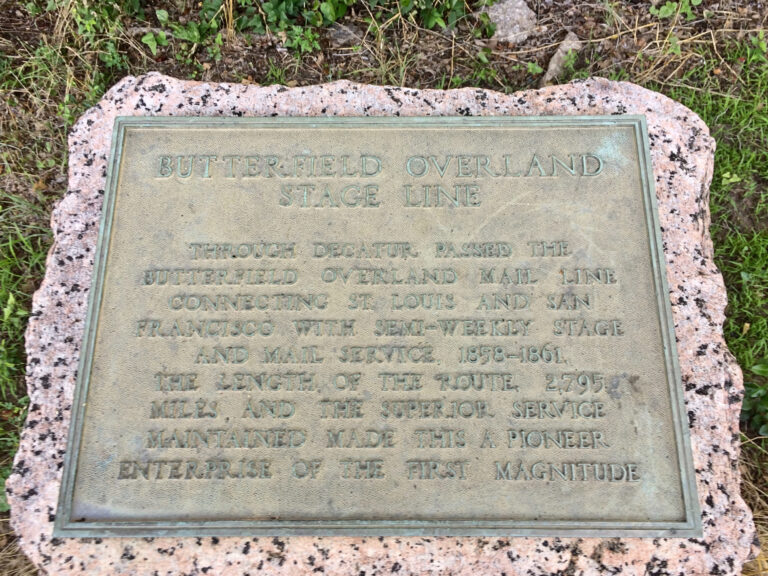 BUTTERFIELD OVERLAND
STAGE LINE
THROUGH DECATUR PASSED THE
BUTTERFIELD OVERLAND MAIL LINE
CONNECTING ST. LOUIS AND SAN
FRANCISCO WITH SEMI-WEEKLY STAGE
AND MAIL SERVICE, 1858-1861.
THE LENGTH OF THE ROUTE, 2,795
MILES, AND THE SUPERIOR SERVICE
MAINTAINED MADE THIS A PIONEER
ENTERPRISE OF THE FIRST MAGNITUDE